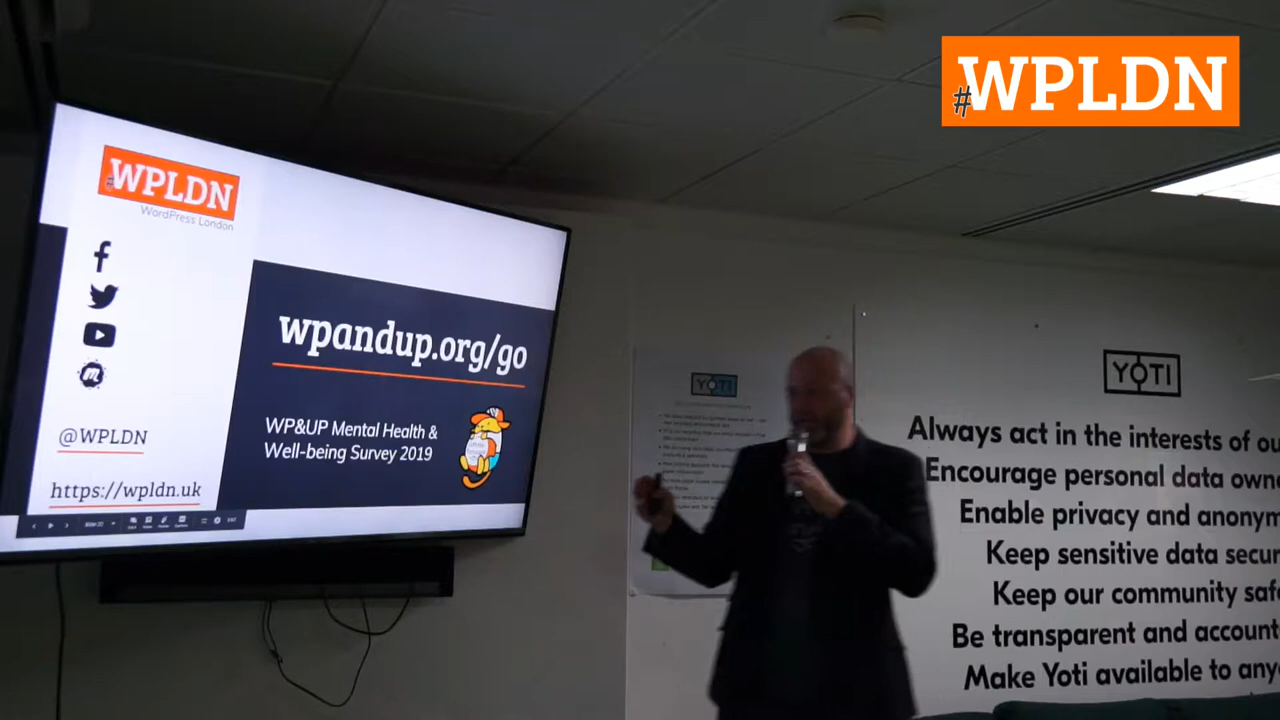 #WPLDN
#WPLDN
WordPress London
@WPLDN
https://wpldn.uk
wpandup.org/go
WP&UP Mental Health &
Well-being Survey 2019
YOTI
YOTI
Always act in the interests of ou
Encourage personal data owne
Enable privacy and anonym
Keep sensitive data secur
Keep our community safe
Be transparent and account
Make Yoti available to any